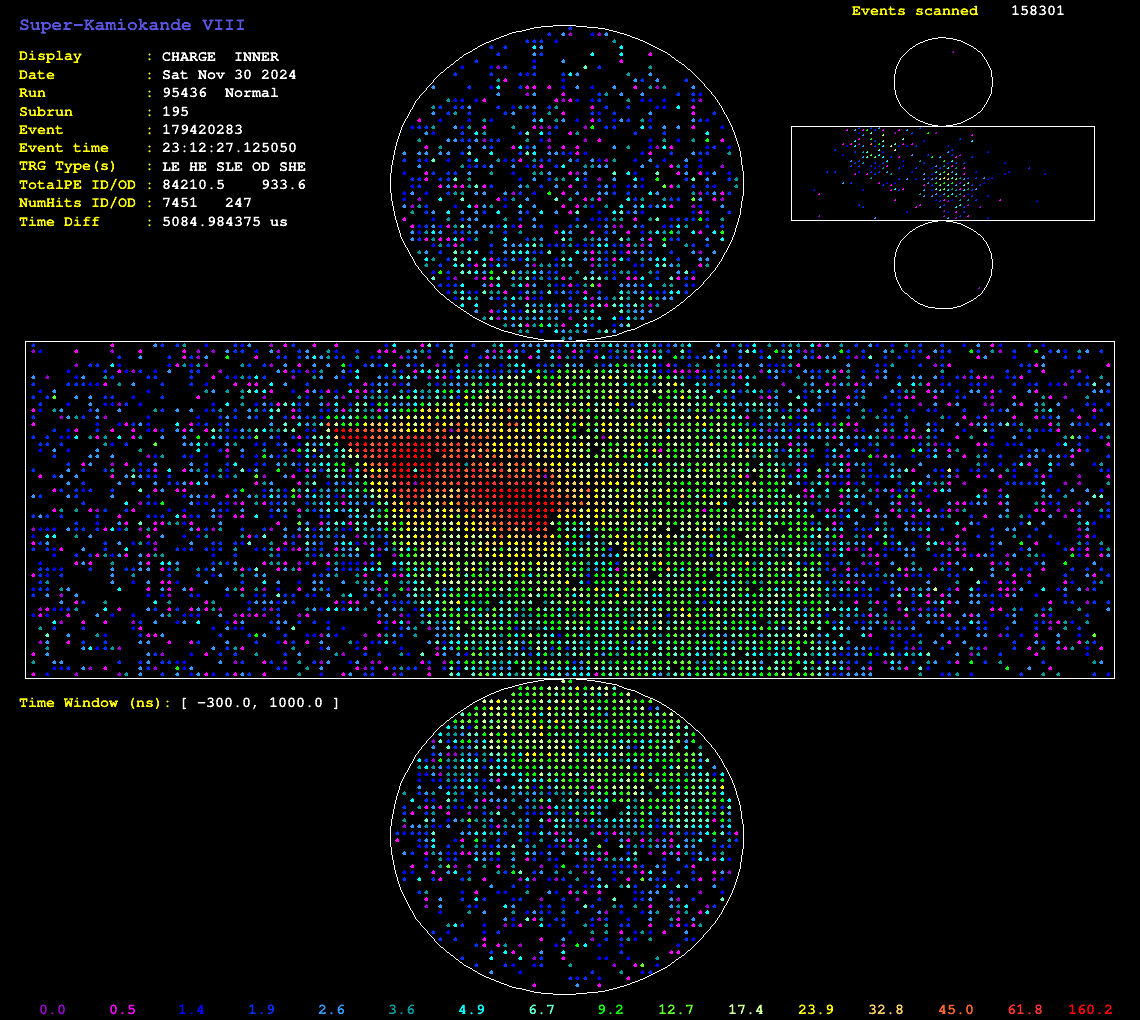 Super-Kamiokande VIII
Events scanned 158301
Display : CHARGE INNER
Date : Sat Nov 30 2024
Run : 95436 Normal
Subrun : 195
Event : 179420283
Event time : 23:12:27.125050
TRG Type(s) : LE HE SLE OD SHE
TotalPE ID/OD : 84210.5 933.6
NumHits ID/OD : 7451 247
Time Diff : 5084.984375 us
Time Window (ns): [ -300.0, 1000.0 ]
0.0 0.5 1.4 1.9 2.6 3.6 4.9 6.7 9.2 12.7 17.4 23.9 32.8 45.0 61.8 160.2